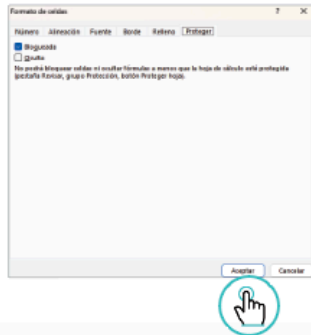 Formato de celdas ? X
Número Alineación Fuente Borde Relleno Proteger
Bloqueada
Oculta
No podrá bloquear celdas ni ocultar fórmulas a menos que la hoja de cálculo esté protegida
(pestaña Revisar, grupo Protección, botón Proteger hoja).
Aceptar Cancelar